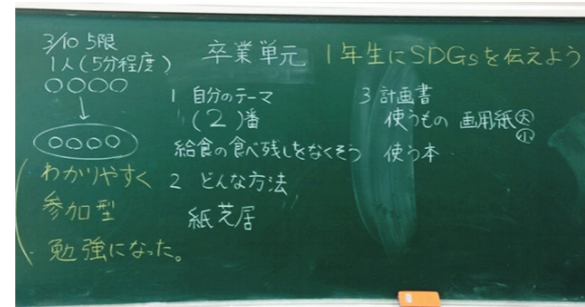 3/10 5限
1人(5分程度)
○○○○
↓
○○○○
わかりやすく
参加型
勉強になった。
卒業単元 1年生にSDGsを伝えよう
1 自分のテーマ
(2)番
給食の食べ残しをなくそう
2 どんな方法
紙芝居
3 計画書
使うもの 画用紙 大
小
使う本